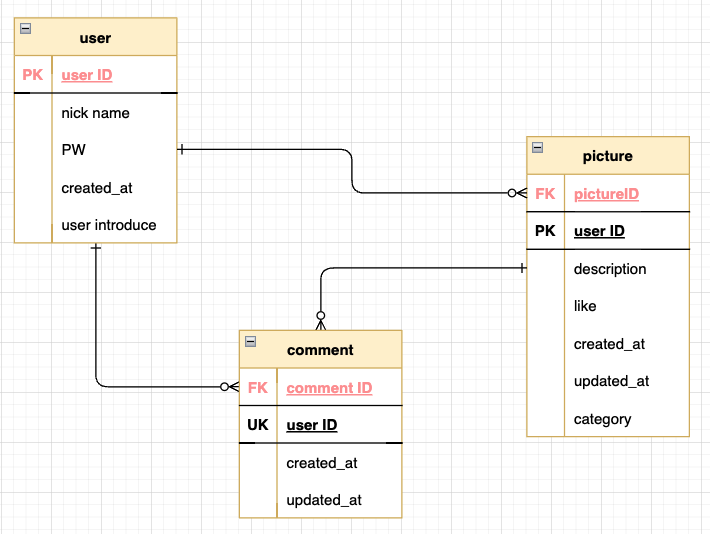 user
PK user ID
nick name
PW
created_at
user introduce
picture
FK pictureID
PK user ID
description
like
created_at
updated_at
category
comment
FK comment ID
UK user ID
created_at
updated_at